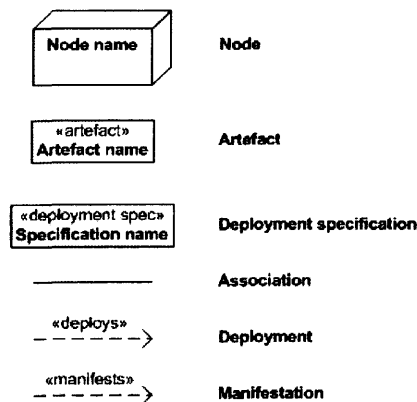 Node name Node
«artefact» 
Artefact name Artefact
«deployment spec»
Specification name Deployment specification
Association
«deploys» Deployment
«manifests» Manifestation